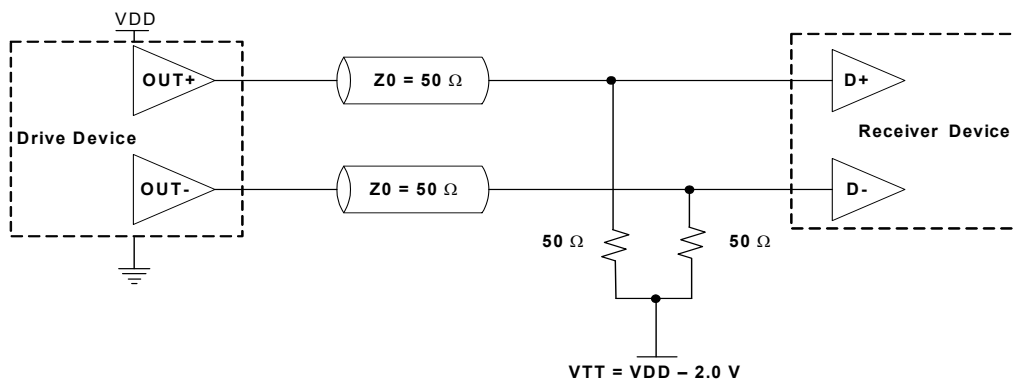 VDD
OUT+
Z0 = 50 Ω
D+
Drive Device
Receiver Device
OUT-
Z0 = 50 Ω
D-
50 Ω
50 Ω
VTT = VDD – 2.0 V